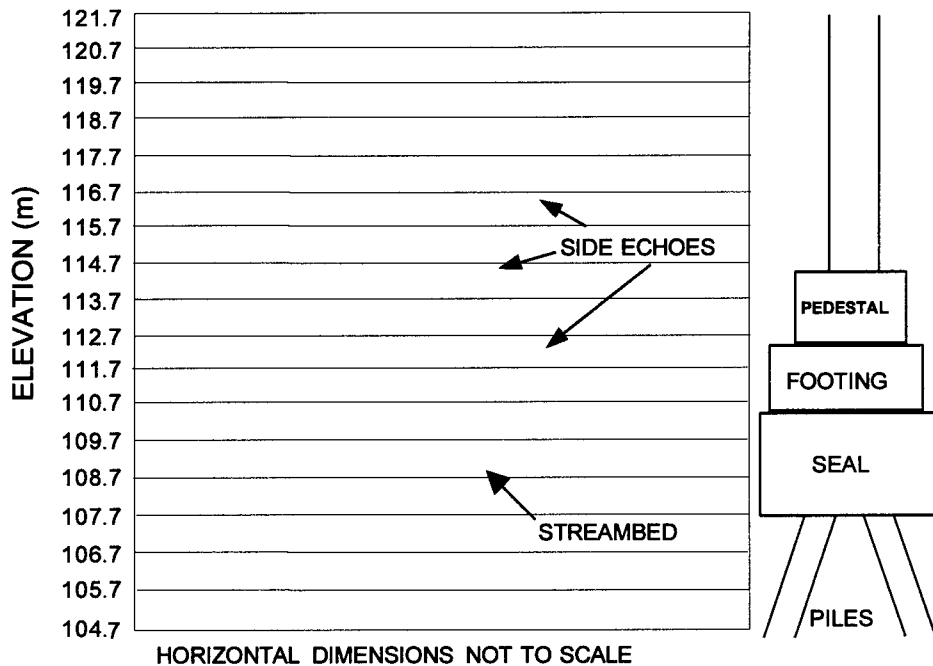 121.7
120.7
119.7
118.7
117.7
116.7
115.7
114.7
113.7
112.7
111.7
110.7
109.7
108.7
107.7
106.7
105.7
104.7
ELEVATION (m)
SIDE ECHOES
STREAMBED
PEDESTAL
FOOTING
SEAL
PILES
HORIZONTAL DIMENSIONS NOT TO SCALE